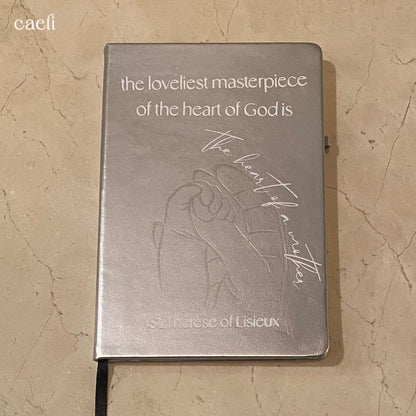 caeli
the loveliest masterpiece
of the heart of God is
the heart of a mother
St. Therese of Lisieux